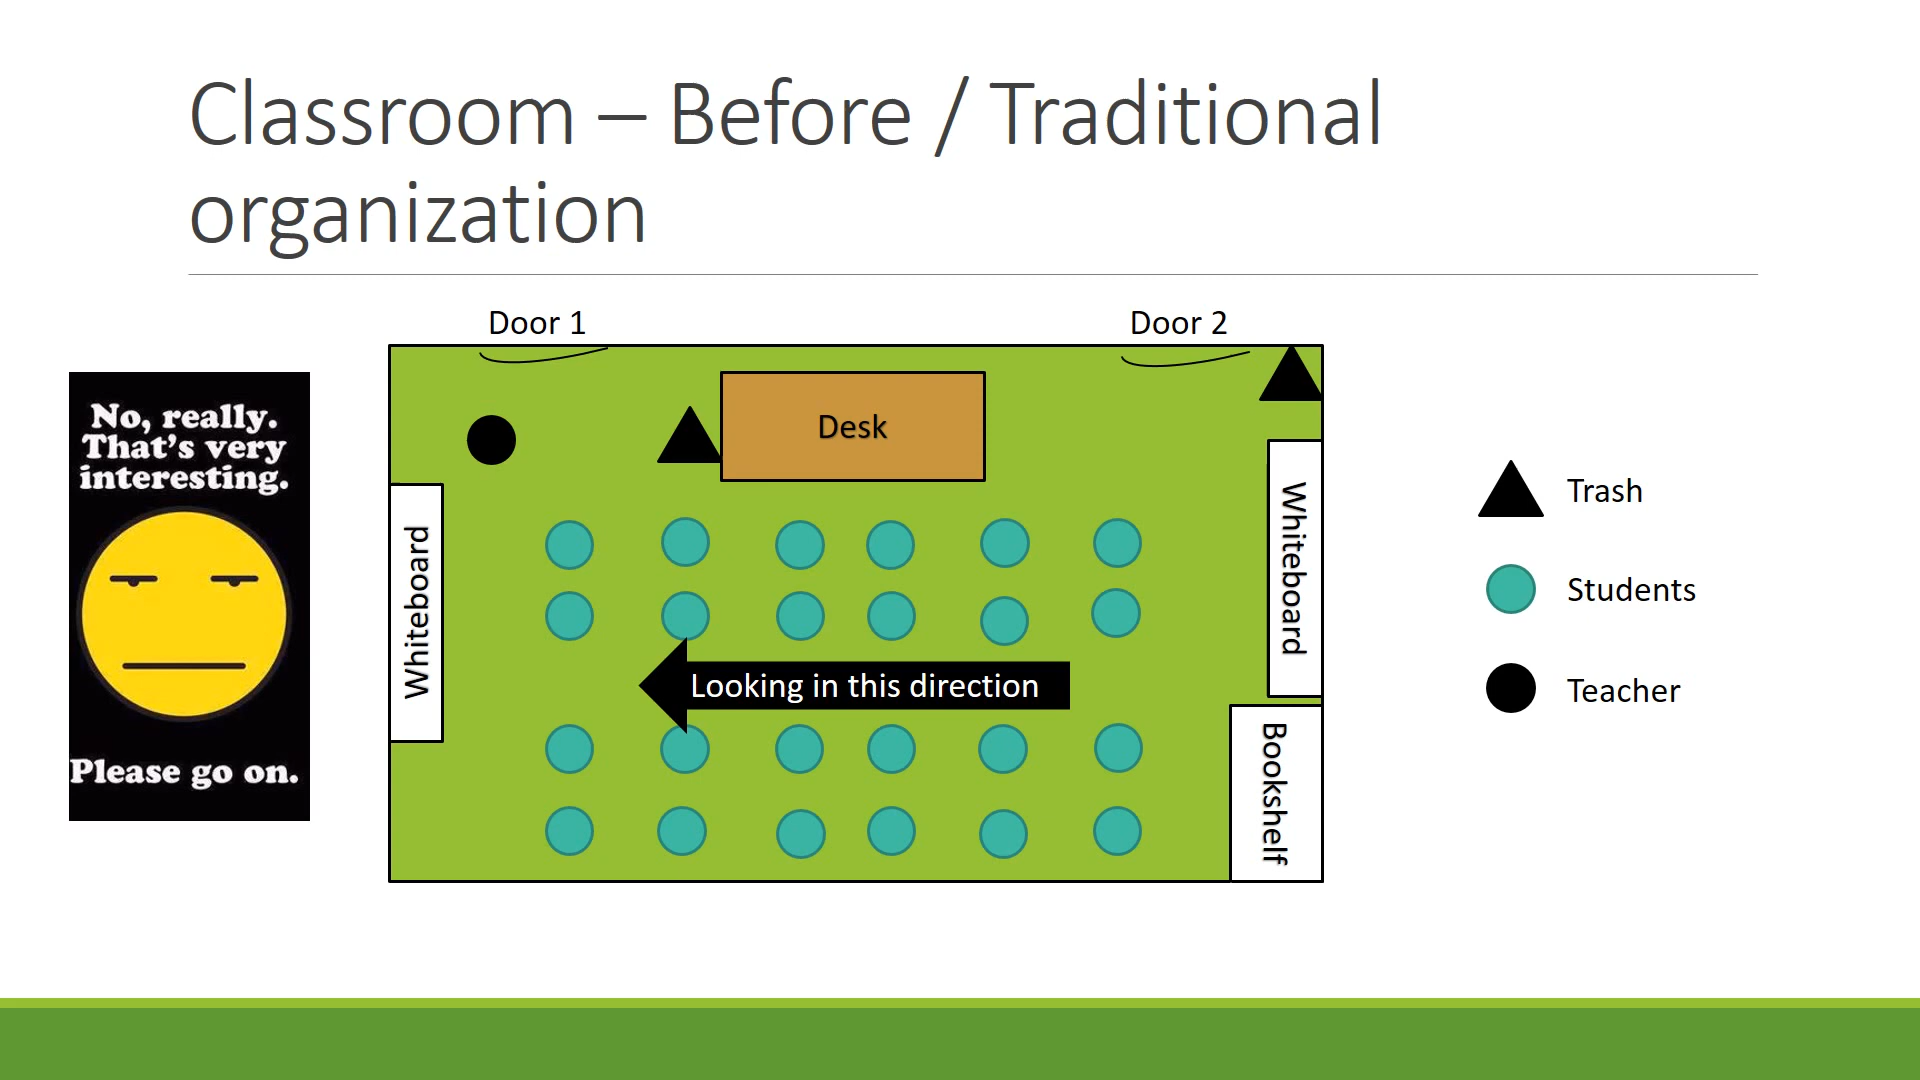 Classroom – Before / Traditional
organization
Door 1
Door 2
No, really.
That's very
interesting.
Please go on.
Desk
Whiteboard
Looking in this direction
Whiteboard
Bookshelf
Trash
Students
Teacher